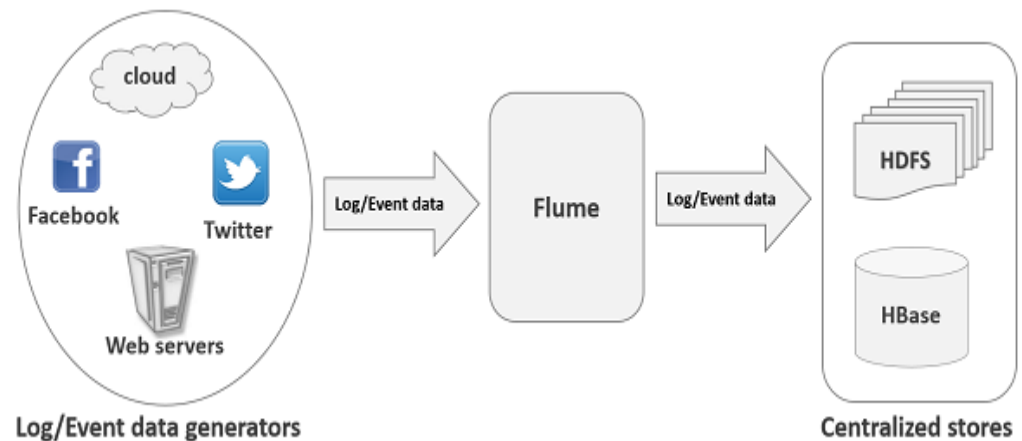 cloud
Facebook
Twitter
Web servers
Log/Event data generators
Log/Event data
Flume
Log/Event data
HDFS
HBase
Centralized stores